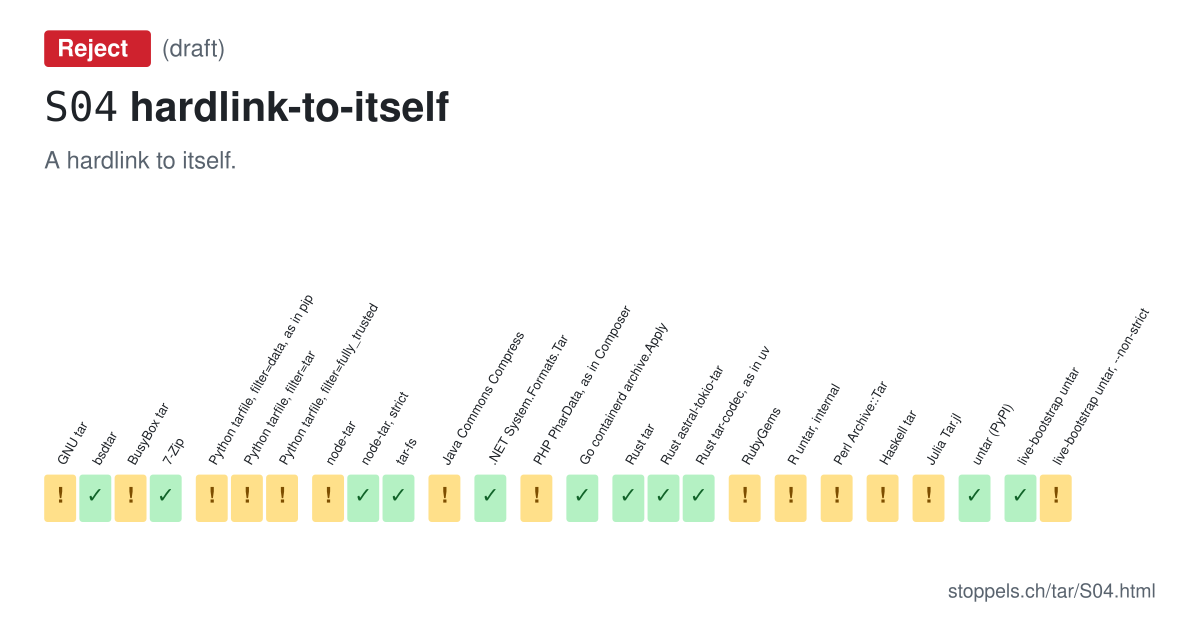 Reject (draft)
S04 hardlink-to-itself
A hardlink to itself.
GNU tar
bsdtar
BusyBox tar
7-Zip
Python tarfile, filter=data, as in pip
Python tarfile, filter=tar
Python tarfile, filter=fully_trusted
node-tar
node-tar, strict
tar-fs
Java Commons Compress
.NET System.Formats.Tar
PHP PharData, as in Composer
Go containerd archive.Apply
Rust tar
Rust astral-tokio-tar
Rust tar-codec, as in uv
RubyGems
R untar, internal
Perl Archive::Tar
Haskell tar
Julia Tar.jl
untar (PyPI)
live-bootstrap untar
live-bootstrap untar, --non-strict
! ✓ ! ✓ ! ! ! ! ✓ ✓ ! ✓ ! ✓ ✓ ✓ ✓ ! ! ! ! ! ✓ ✓ !
stoppels.ch/tar/S04.html